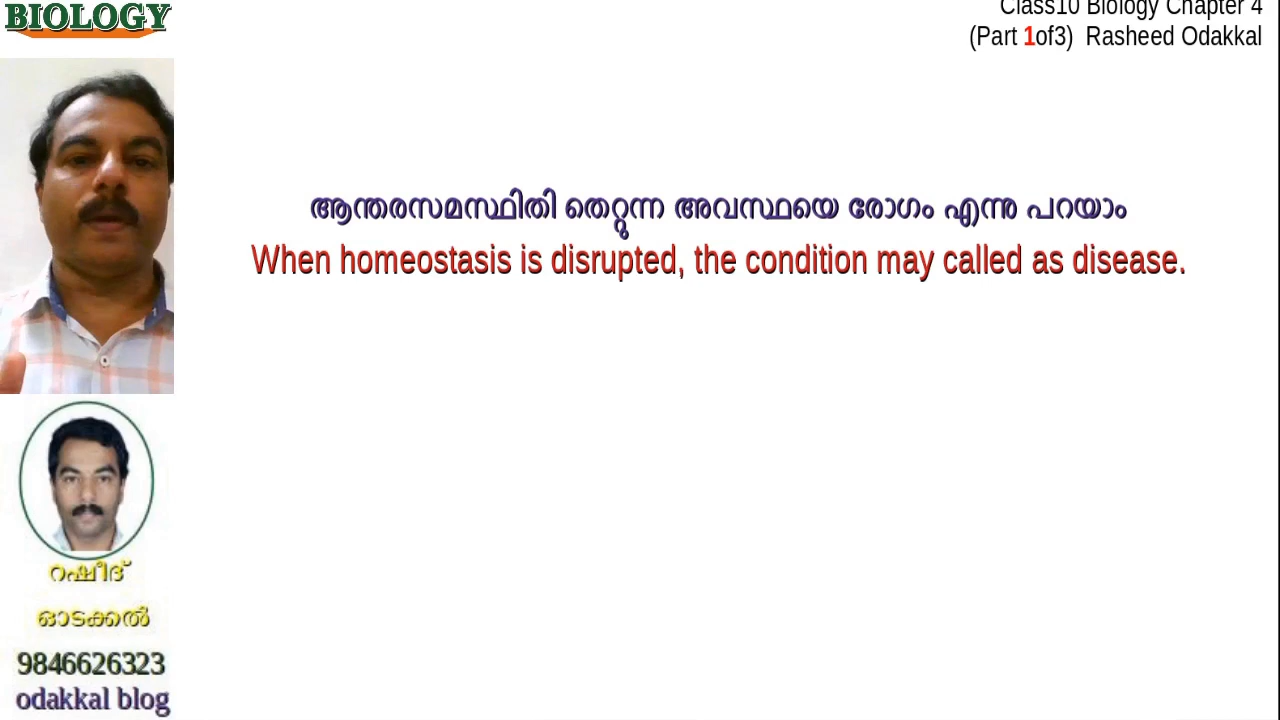 BIOLOGY
Class10 Biology Chapter 4
(Part 1of3) Rasheed Odakkal
ആന്തരസമസ്ഥിതി തെറ്റുന്ന അവസ്ഥയെ രോഗം എന്നു പറയാം
When homeostasis is disrupted, the condition may called as disease.
റഷീദ്
ഓടക്കൽ
9846626323
odakkal blog